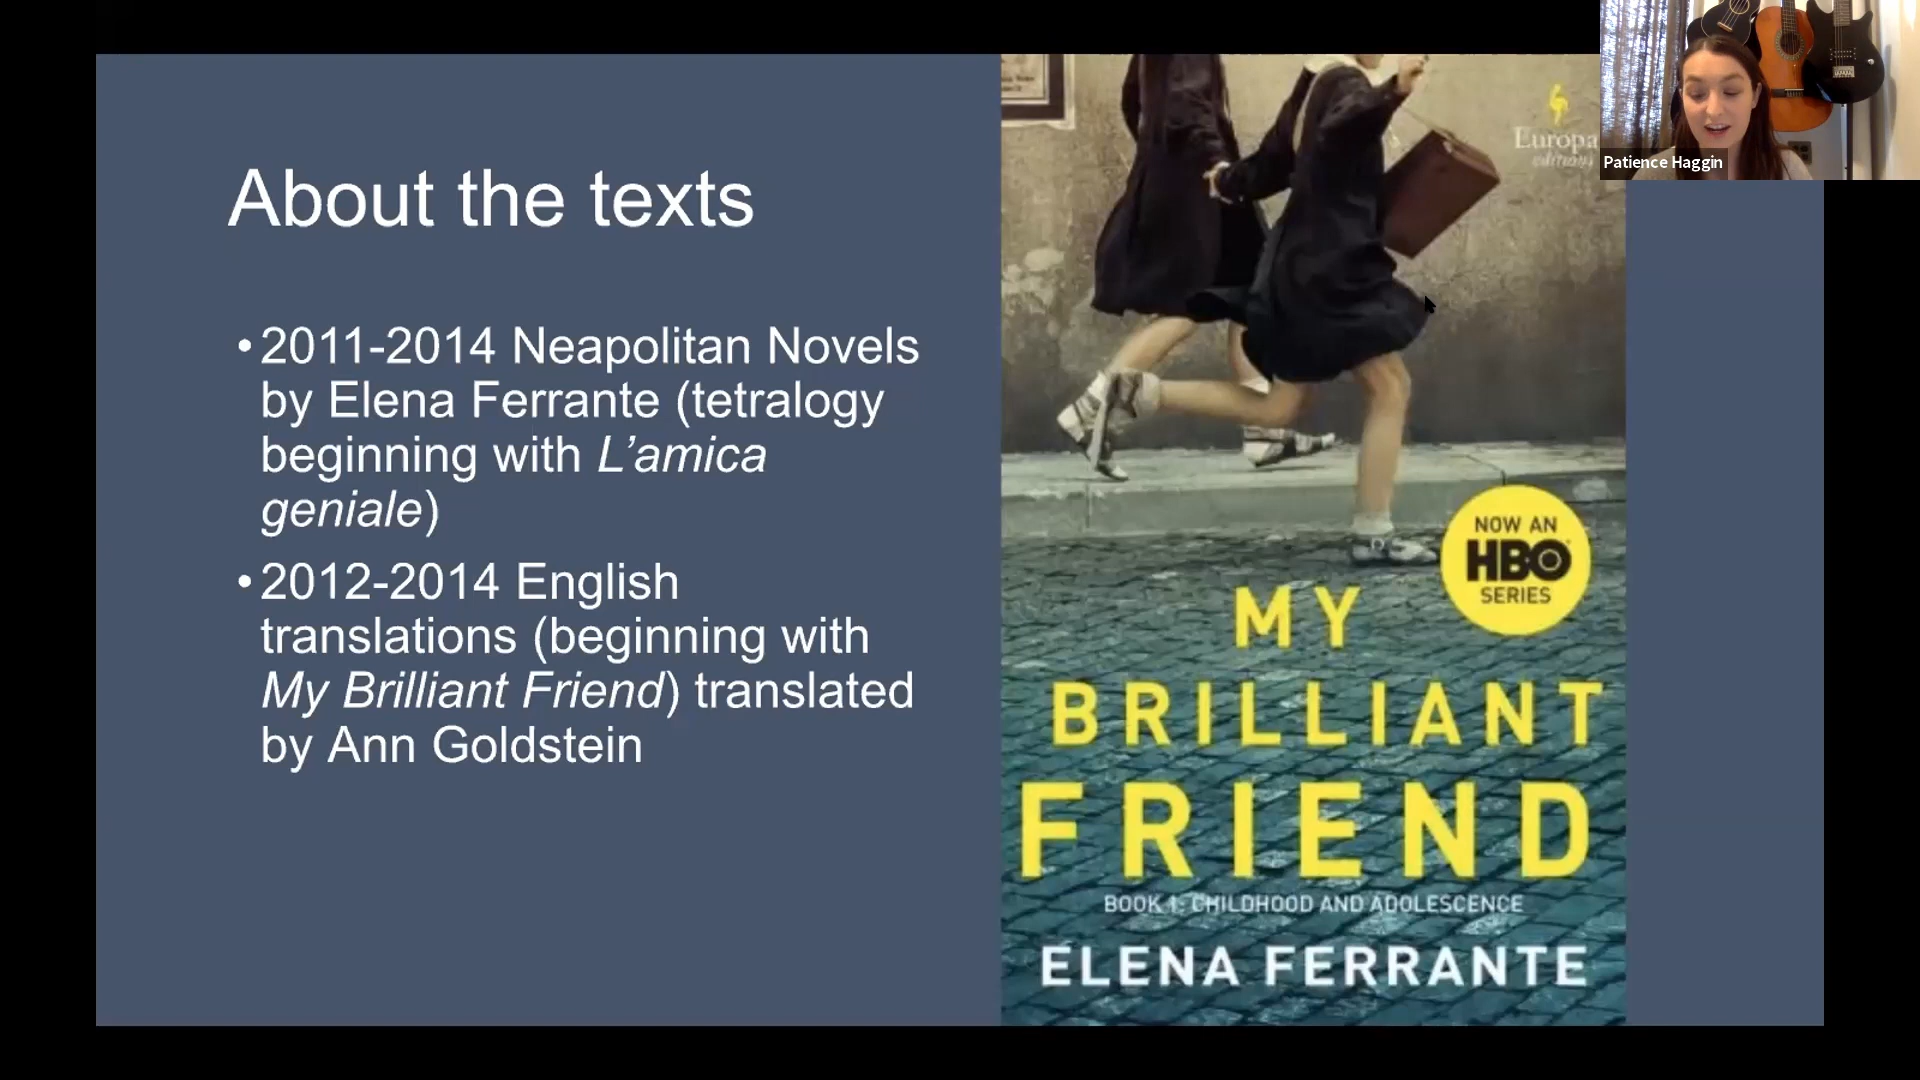 About the texts
•2011-2014 Neapolitan Novels
by Elena Ferrante (tetralogy
beginning with L’amica
geniale)
•2012-2014 English
translations (beginning with
My Brilliant Friend) translated
by Ann Goldstein
Europa
editions
NOW AN
HBO
SERIES
MY
BRILLIANT
FRIEND
BOOK 1: CHILDHOOD AND ADOLESCENCE
ELENA FERRANTE
Patience Haggin